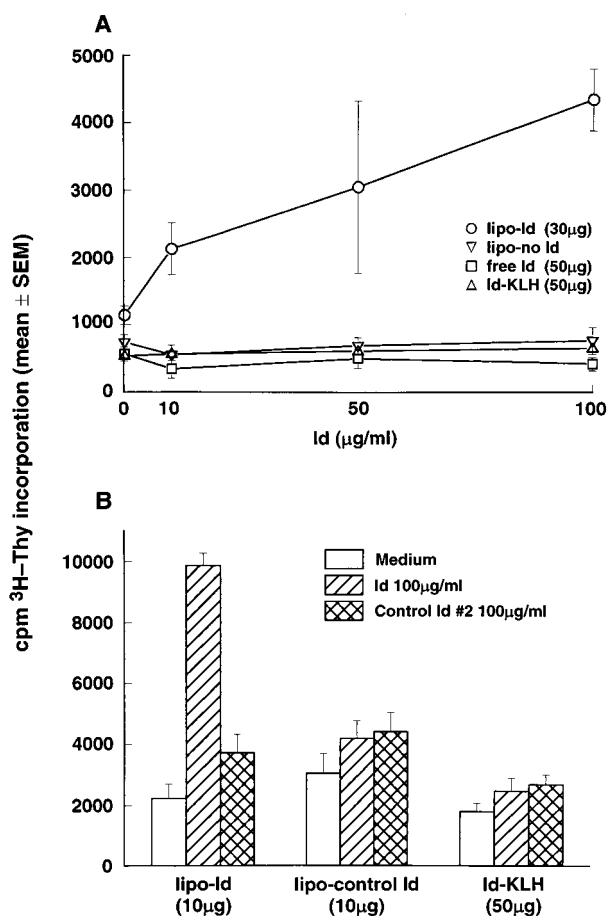 A
cpm ³H–Thy incorporation (mean ± SEM)
5000
4000
3000
2000
1000
0
lipo-Id (30µg)
lipo-no Id
free Id (50µg)
Id-KLH (50µg)
0 10 50 100
Id (µg/ml)
B
10000
8000
6000
4000
2000
0
Medium
Id 100µg/ml
Control Id #2 100µg/ml
lipo-Id lipo-control Id Id-KLH
(10µg) (10µg) (50µg)